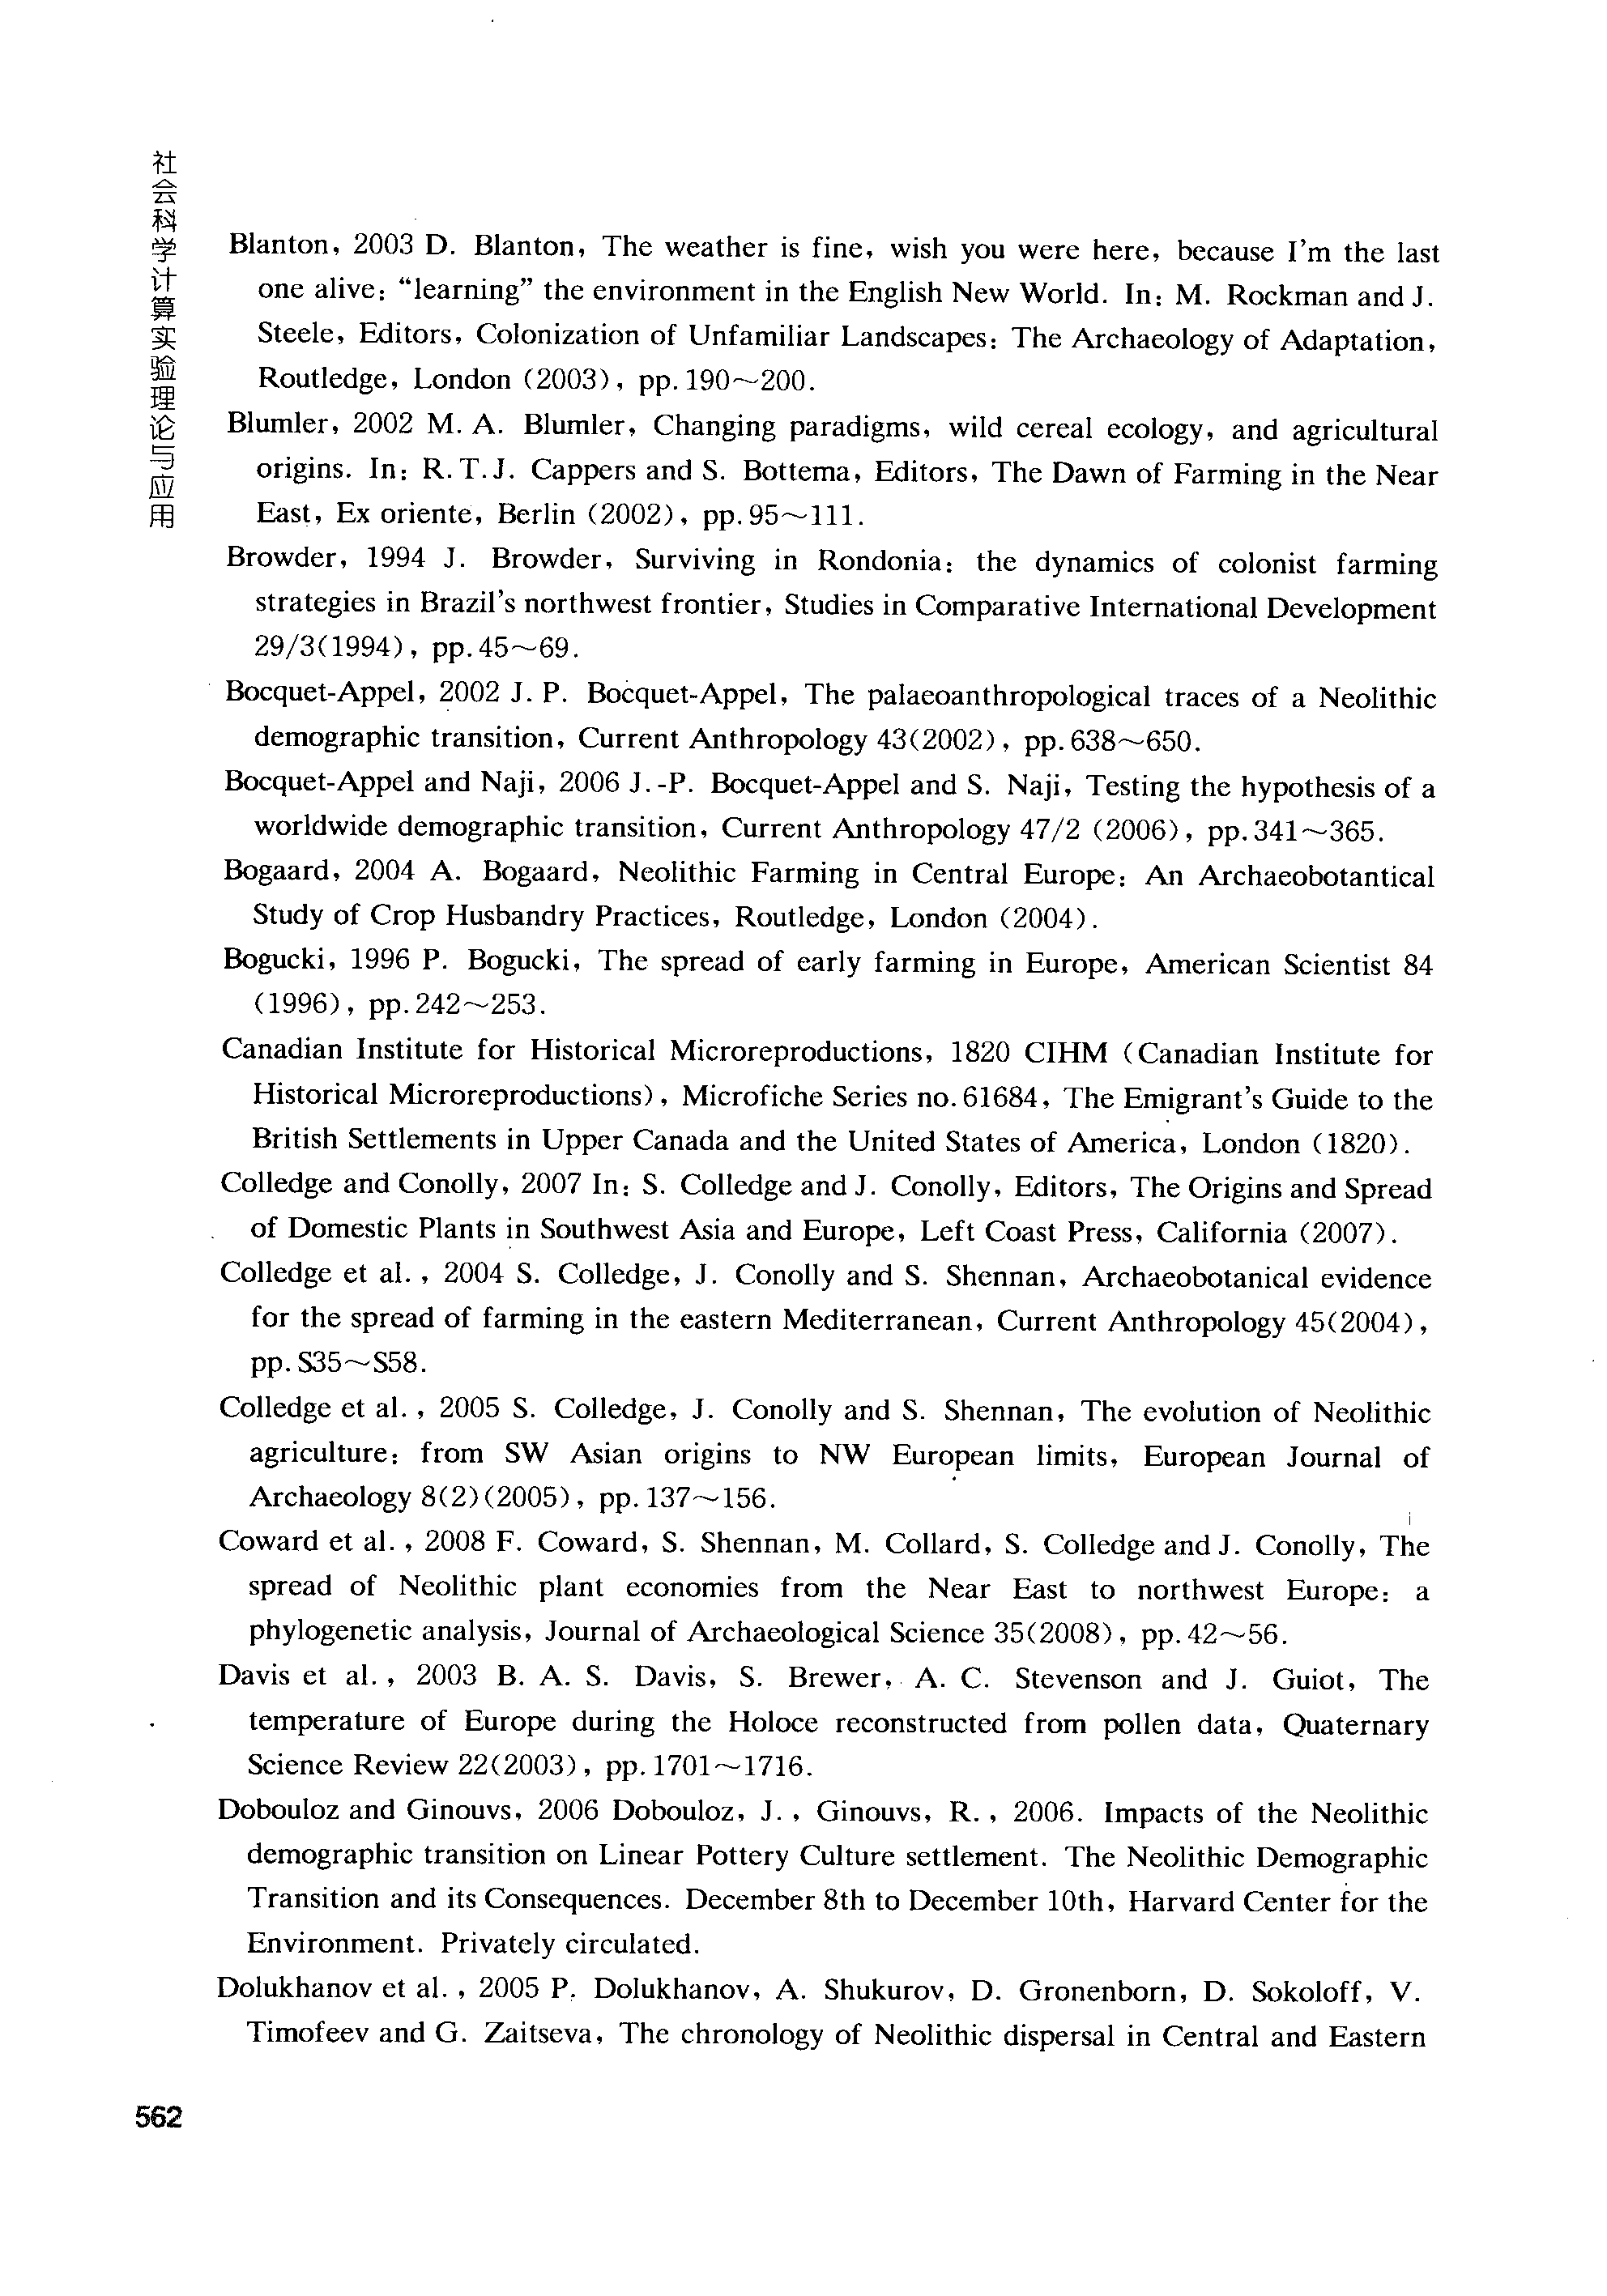 社会科学计算实验理论与应用
Blanton, 2003 D. Blanton, The weather is fine, wish you were here, because I'm the last
one alive: “learning” the environment in the English New World. In: M. Rockman and J.
Steele, Editors, Colonization of Unfamiliar Landscapes: The Archaeology of Adaptation,
Routledge, London (2003), pp.190～200.
Blumler, 2002 M. A. Blumler, Changing paradigms, wild cereal ecology, and agricultural
origins. In: R.T.J. Cappers and S. Bottema, Editors, The Dawn of Farming in the Near
East, Ex oriente, Berlin (2002), pp.95～111.
Browder, 1994 J. Browder, Surviving in Rondonia: the dynamics of colonist farming
strategies in Brazil's northwest frontier, Studies in Comparative International Development
29/3(1994), pp.45～69.
Bocquet-Appel, 2002 J. P. Bocquet-Appel, The palaeoanthropological traces of a Neolithic
demographic transition, Current Anthropology 43(2002), pp.638～650.
Bocquet-Appel and Naji, 2006 J.-P. Bocquet-Appel and S. Naji, Testing the hypothesis of a
worldwide demographic transition, Current Anthropology 47/2 (2006), pp.341～365.
Bogaard, 2004 A. Bogaard, Neolithic Farming in Central Europe: An Archaeobotantical
Study of Crop Husbandry Practices, Routledge, London (2004).
Bogucki, 1996 P. Bogucki, The spread of early farming in Europe, American Scientist 84
(1996), pp.242～253.
Canadian Institute for Historical Microreproductions, 1820 CIHM (Canadian Institute for
Historical Microreproductions), Microfiche Series no.61684, The Emigrant's Guide to the
British Settlements in Upper Canada and the United States of America, London (1820).
Colledge and Conolly, 2007 In: S. Colledge and J. Conolly, Editors, The Origins and Spread
of Domestic Plants in Southwest Asia and Europe, Left Coast Press, California (2007).
Colledge et al., 2004 S. Colledge, J. Conolly and S. Shennan, Archaeobotanical evidence
for the spread of farming in the eastern Mediterranean, Current Anthropology 45(2004),
pp.S35～S58.
Colledge et al., 2005 S. Colledge, J. Conolly and S. Shennan, The evolution of Neolithic
agriculture: from SW Asian origins to NW European limits, European Journal of
Archaeology 8(2)(2005), pp.137～156.
Coward et al., 2008 F. Coward, S. Shennan, M. Collard, S. Colledge and J. Conolly, The
spread of Neolithic plant economies from the Near East to northwest Europe: a
phylogenetic analysis, Journal of Archaeological Science 35(2008), pp.42～56.
Davis et al., 2003 B. A. S. Davis, S. Brewer, A. C. Stevenson and J. Guiot, The
temperature of Europe during the Holoce reconstructed from pollen data, Quaternary
Science Review 22(2003), pp.1701～1716.
Dobouloz and Ginouvs, 2006 Dobouloz, J., Ginouvs, R., 2006. Impacts of the Neolithic
demographic transition on Linear Pottery Culture settlement. The Neolithic Demographic
Transition and its Consequences. December 8th to December 10th, Harvard Center for the
Environment. Privately circulated.
Dolukhanov et al., 2005 P. Dolukhanov, A. Shukurov, D. Gronenborn, D. Sokoloff, V.
Timofeev and G. Zaitseva, The chronology of Neolithic dispersal in Central and Eastern
562